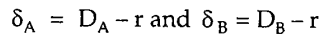 δ_A = D_A – r and δ_B = D_B – r